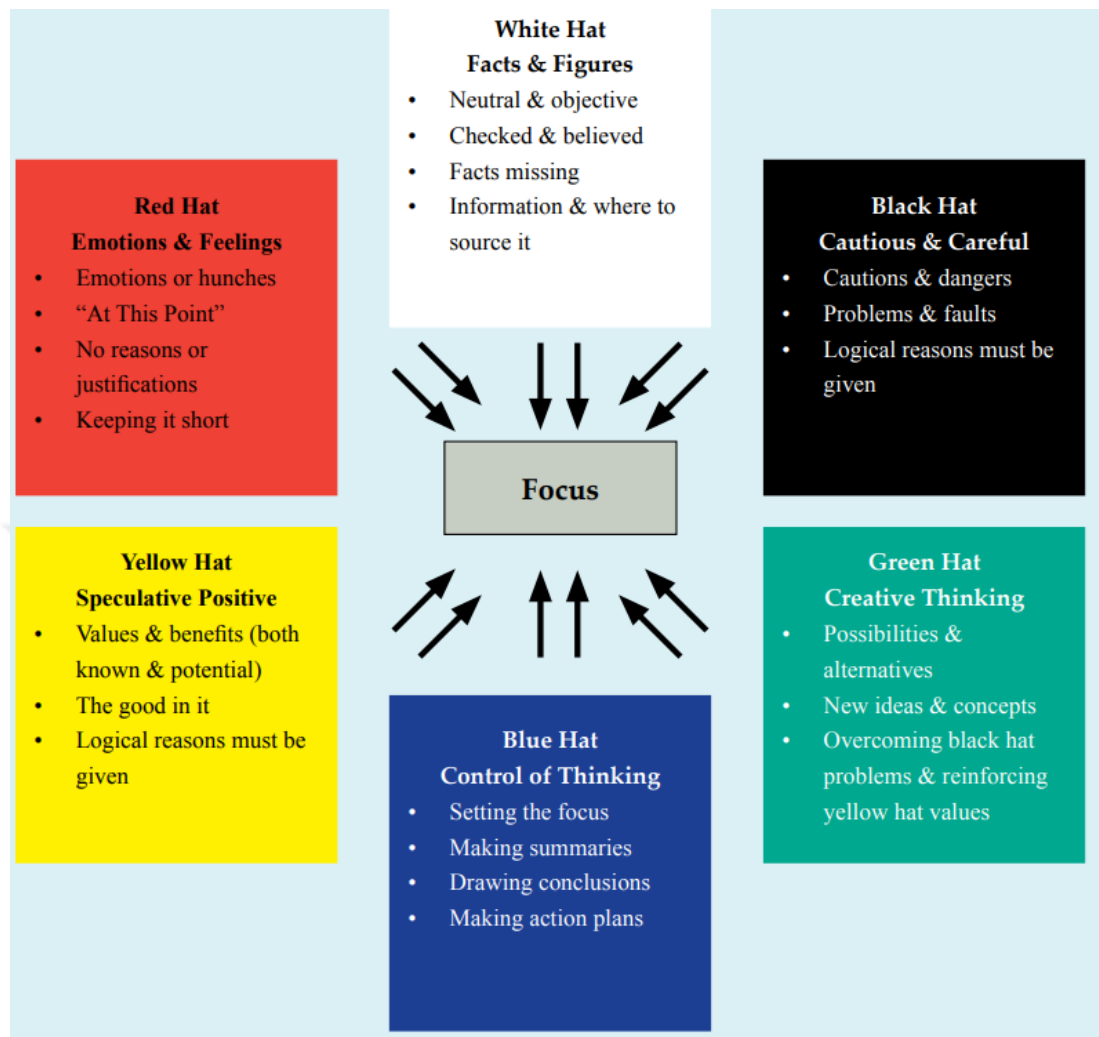 White Hat
Facts & Figures
• Neutral & objective
• Checked & believed
• Facts missing
• Information & where to
source it
Red Hat
Emotions & Feelings
• Emotions or hunches
• “At This Point”
• No reasons or
justifications
• Keeping it short
Black Hat
Cautious & Careful
• Cautions & dangers
• Problems & faults
• Logical reasons must be
given
Focus
Yellow Hat
Speculative Positive
• Values & benefits (both
known & potential)
• The good in it
• Logical reasons must be
given
Green Hat
Creative Thinking
• Possibilities &
alternatives
• New ideas & concepts
• Overcoming black hat
problems & reinforcing
yellow hat values
Blue Hat
Control of Thinking
• Setting the focus
• Making summaries
• Drawing conclusions
• Making action plans